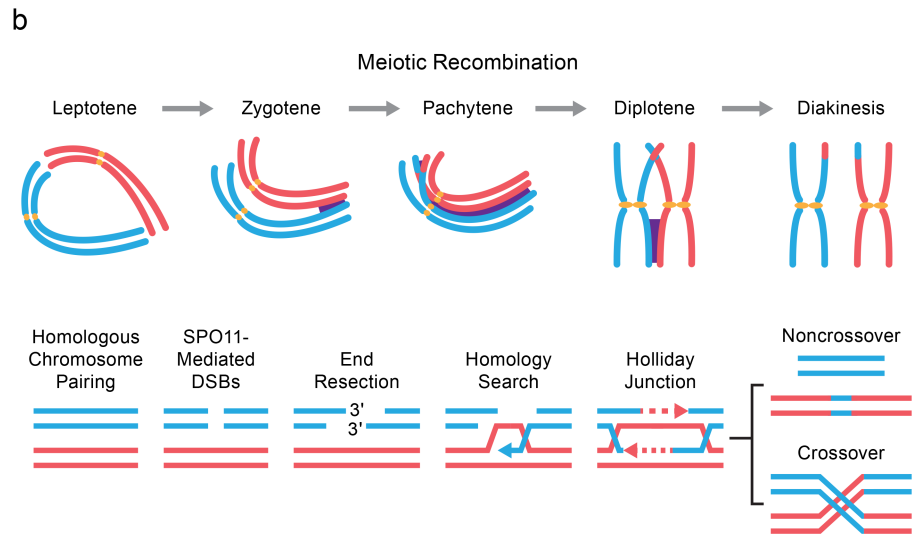 b
Meiotic Recombination
Leptotene
Zygotene
Pachytene
Diplotene
Diakinesis
Homologous
Chromosome
Pairing
SPO11-
Mediated
DSBs
End
Resection
3'
3'
Homology
Search
Holliday
Junction
Noncrossover
Crossover